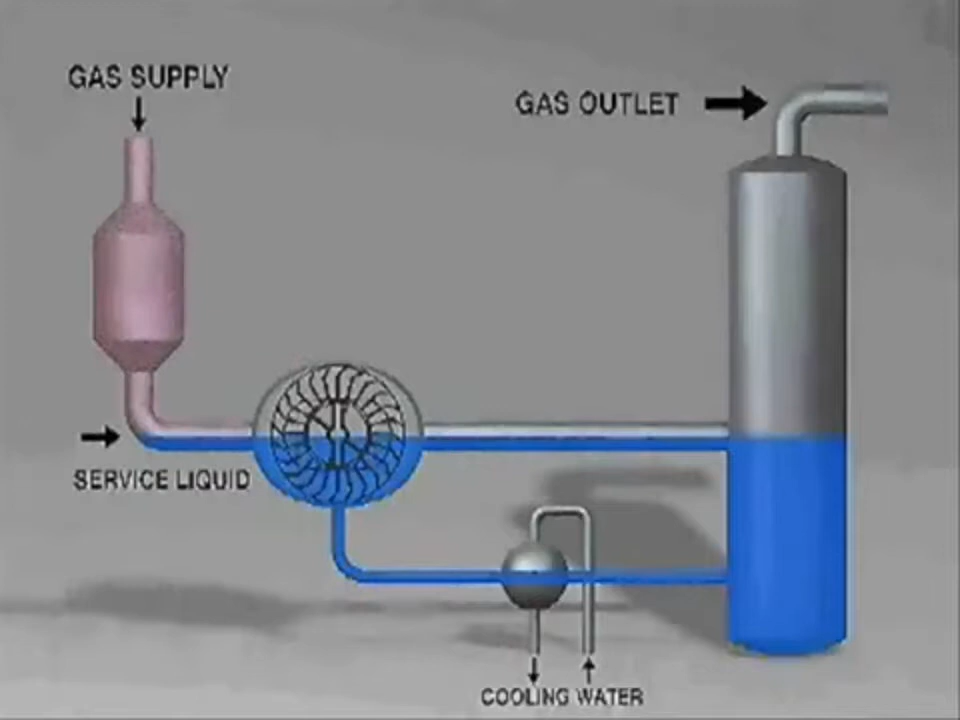 GAS SUPPLY
GAS OUTLET
SERVICE LIQUID
COOLING WATER